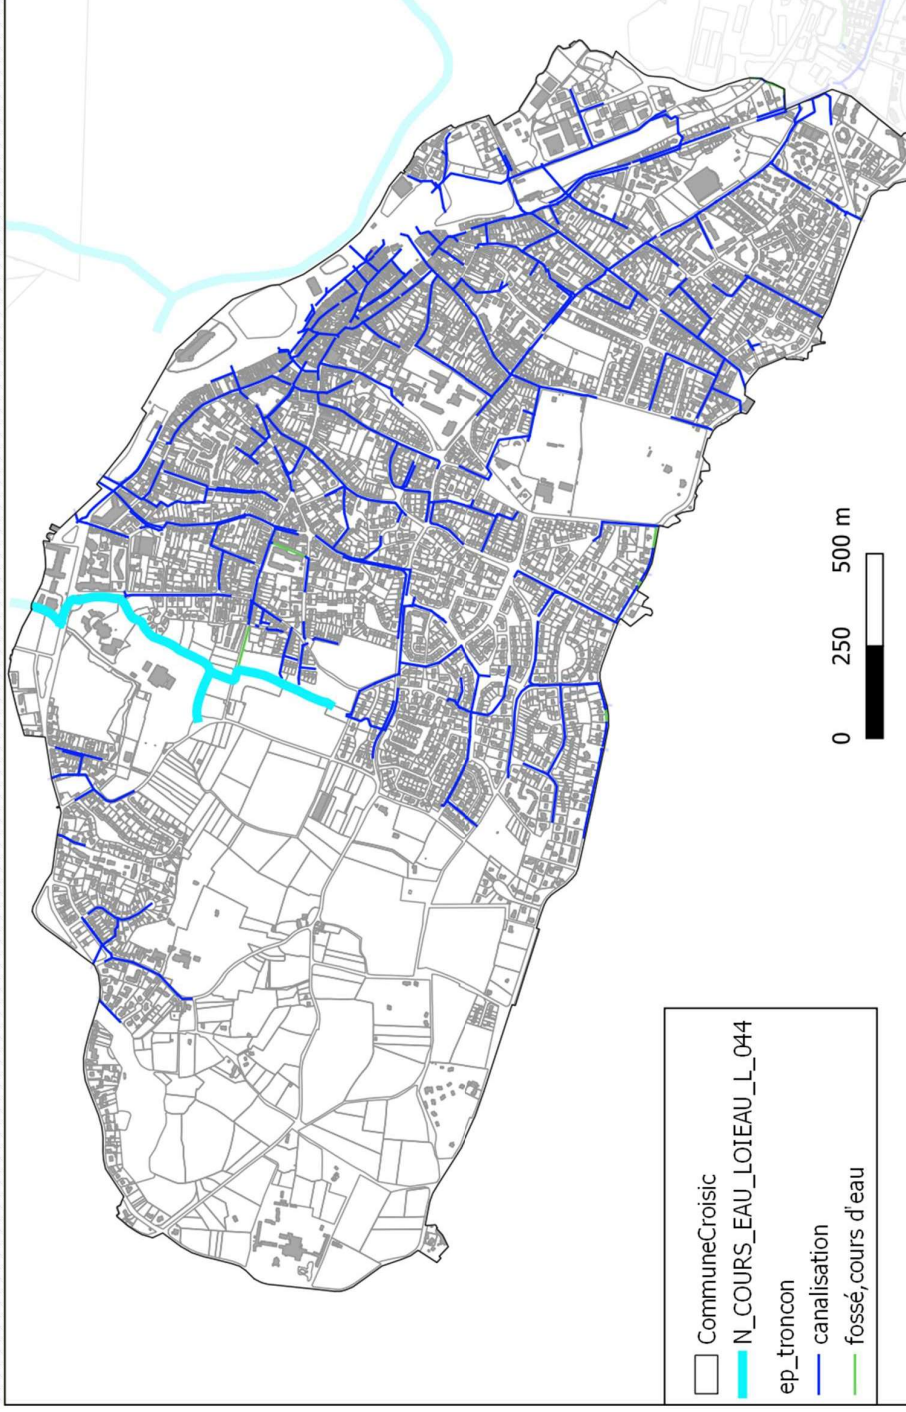 CommuneCroisic
N_COURS_EAU_LOIEAU_L_044
ep_troncon
canalisation
fossé,cours d'eau
0 250 500 m